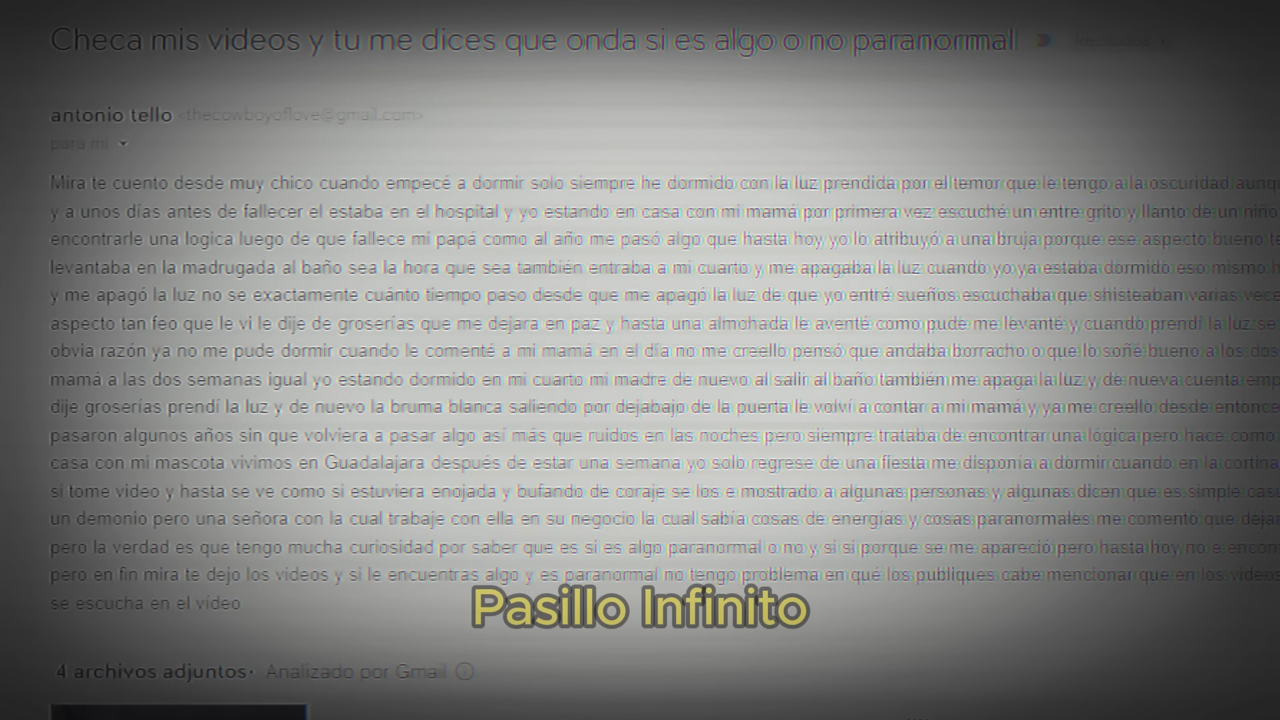 Checa mis videos y tu me dices que onda si es algo o no paranormal
antonio tello <thecowboyoflove@gmail.com>
para mí
Mira te cuento desde muy chico cuando empecé a dormir solo siempre he dormido con la luz prendida por el temor que le tengo a la oscuridad aunq
y a unos días antes de fallecer el estaba en el hospital y yo estando en casa con mi mamá por primera vez escuché un entre grito y llanto de un niño
encontrarle una logica luego de que fallece mi papá como al año me pasó algo que hasta hoy yo lo atribuyó a una bruja porque ese aspecto bueno te
levantaba en la madrugada al baño sea la hora que sea también entraba a mi cuarto y me apagaba la luz cuando yo ya estaba dormido eso mismo h
y me apagó la luz no se exactamente cuánto tiempo paso desde que me apagó la luz de que yo entré sueños escuchaba que shisteaban varias vece
aspecto tan feo que le vi le dije de groserías que me dejara en paz y hasta una almohada le aventé como pude me levanté y cuando prendí la luz se
obvia razón ya no me pude dormir cuando le comenté a mi mamá en el día no me creello pensó que andaba borracho o que lo soñé bueno a los dos
mamá a las dos semanas igual yo estando dormido en mi cuarto mi madre de nuevo al salir al baño también me apaga la luz y de nueva cuenta emp
dije groserías prendí la luz y de nuevo la bruma blanca saliendo por dejabajo de la puerta le volví a contar a mi mamá y ya me creello desde entonce
pasaron algunos años sin que volviera a pasar algo así más que ruidos en las noches pero siempre trataba de encontrar una lógica pero hace como
casa con mi mascota vivimos en Guadalajara después de estar una semana yo solo regrese de una fiesta me disponía a dormir cuando en la cortina
si tome video y hasta se ve como si estuviera enojada y bufando de coraje se los e mostrado a algunas personas y algunas dicen que es simple cas
un demonio pero una señora con la cual trabaje con ella en su negocio la cual sabía cosas de energías y cosas paranormales me comentó que deja
pero la verdad es que tengo mucha curiosidad por saber que es si es algo paranormal o no y si si porque se me apareció pero hasta hoy no e encon
pero en fin mira te dejo los videos y si le encuentras algo y es paranormal no tengo problema en qué los publiques cabe mencionar que en los videos
se escucha en el vídeo
Pasillo Infinito
4 archivos adjuntos· Analizado por Gmail